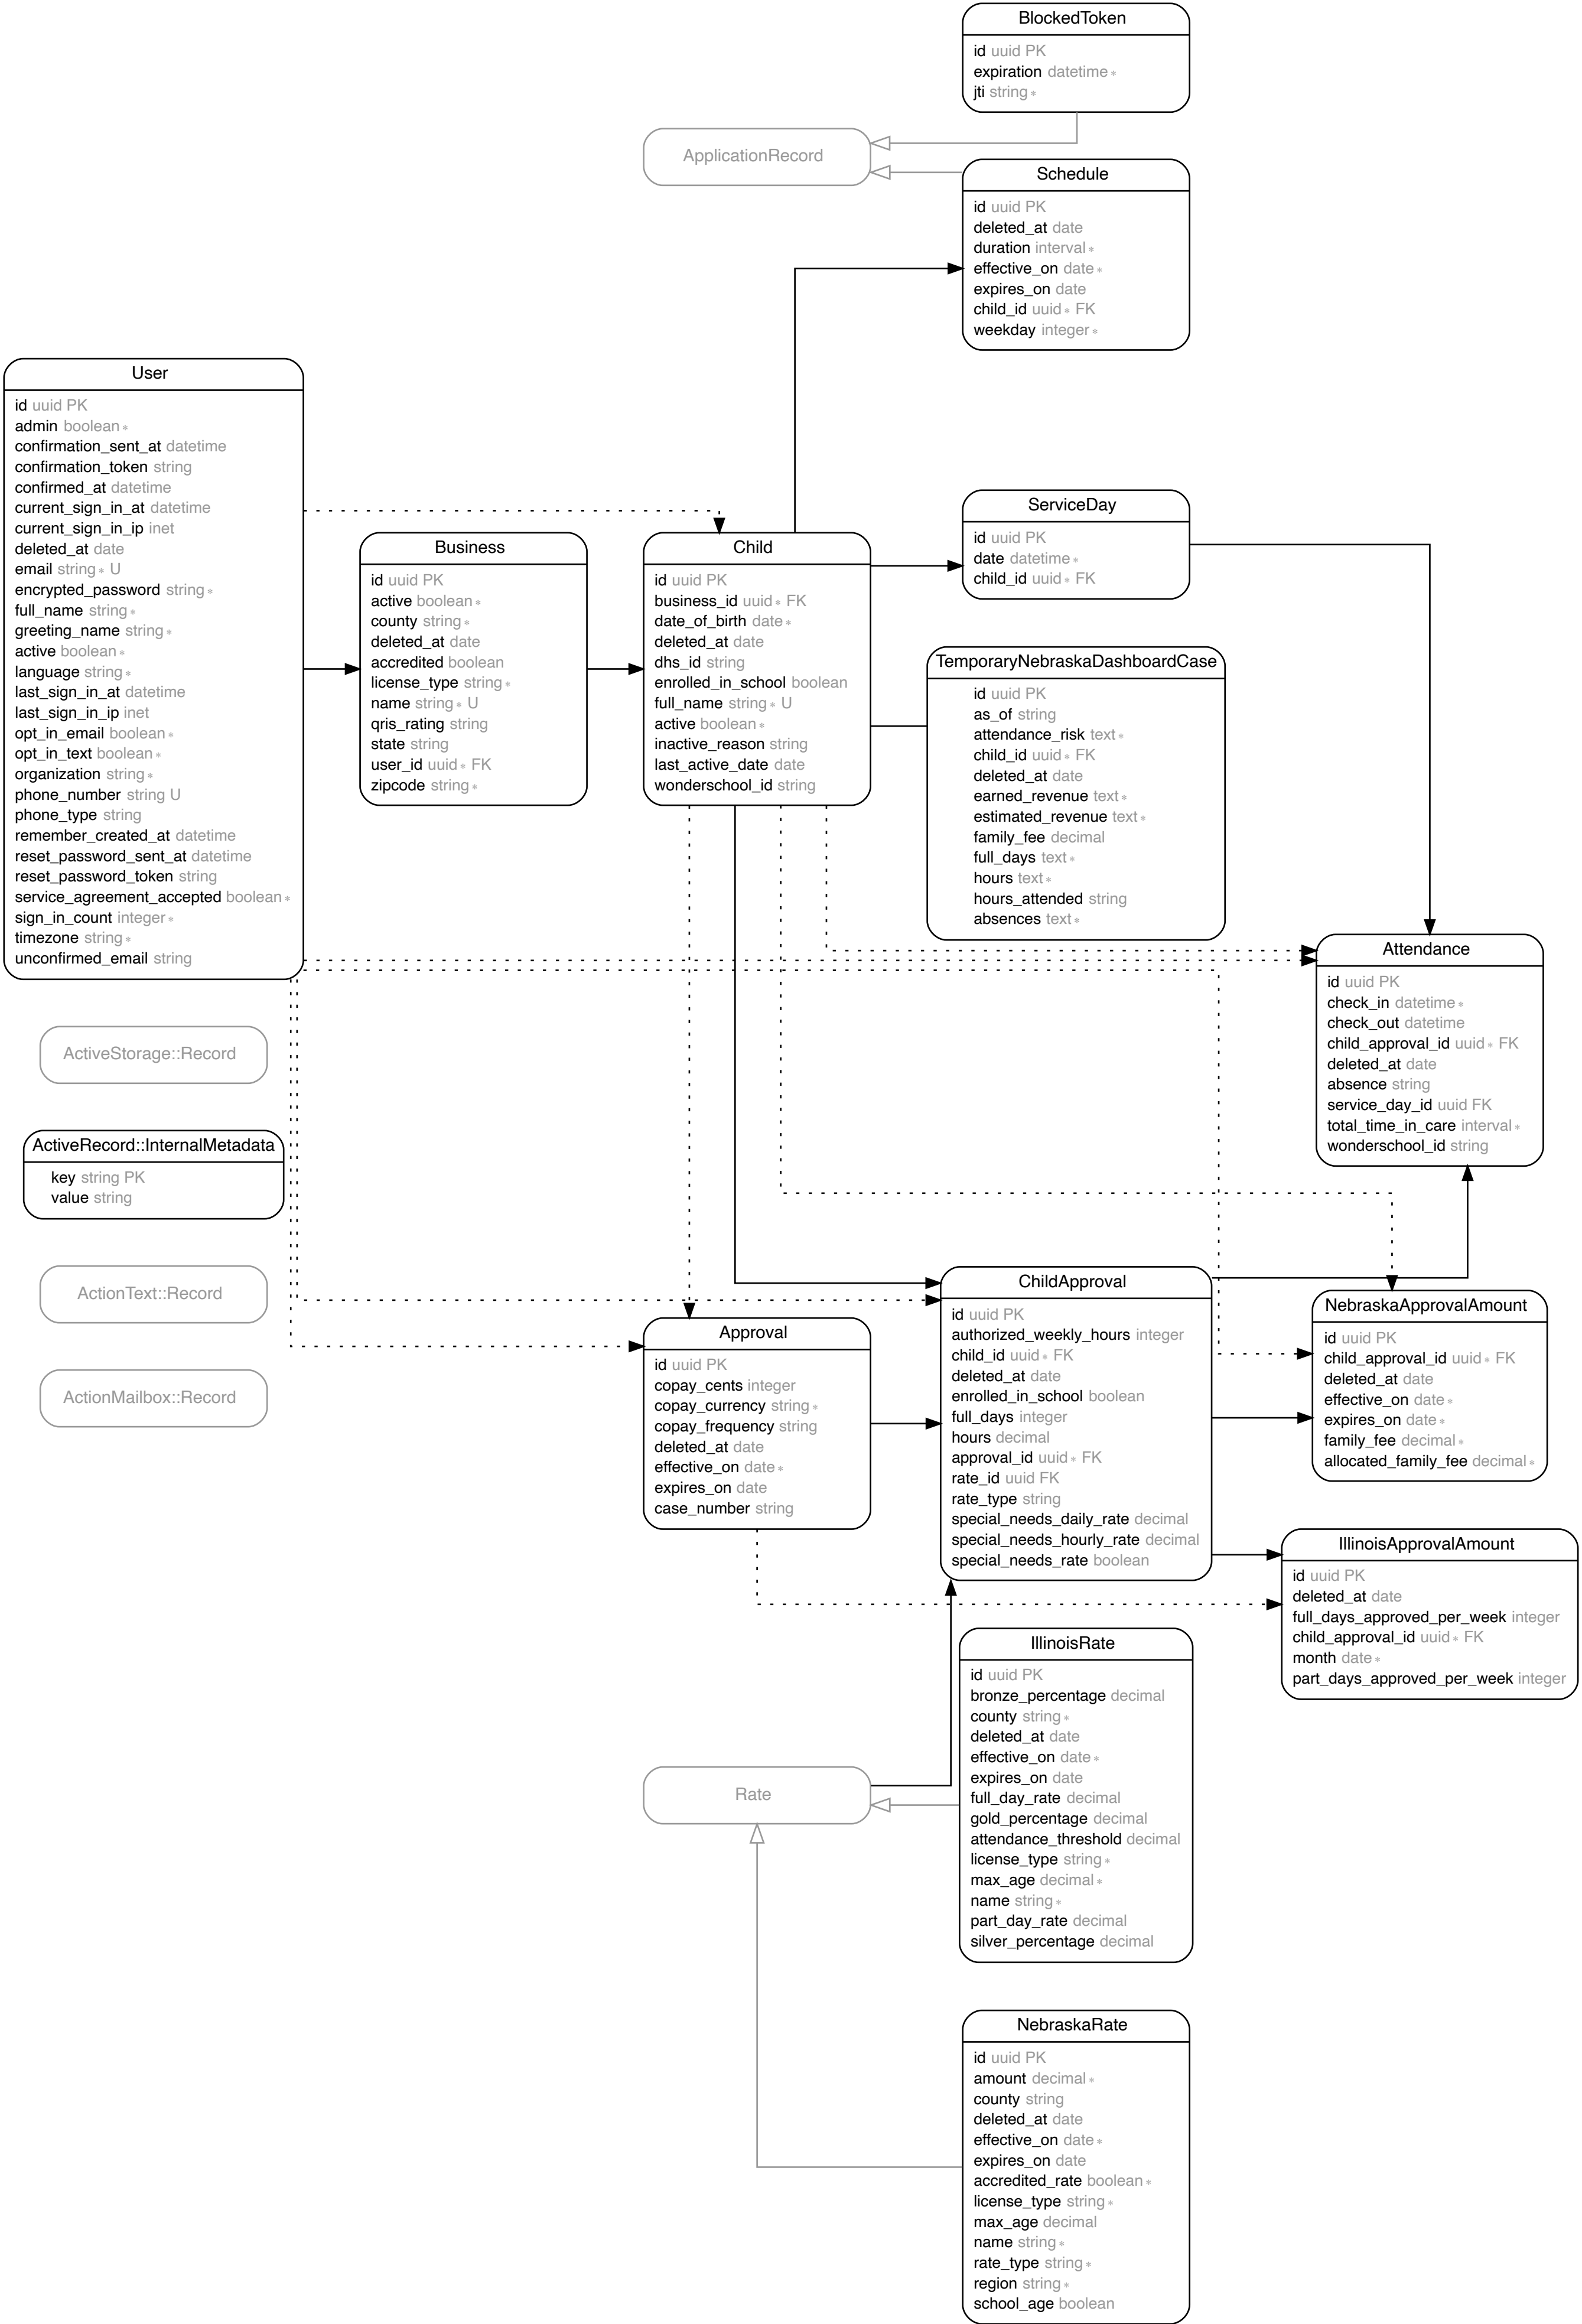 BlockedToken
id uuid PK
expiration datetime *
jti string *
ApplicationRecord
Schedule
id uuid PK
deleted_at date
duration interval *
effective_on date *
expires_on date
child_id uuid * FK
weekday integer *
User
id uuid PK
admin boolean *
confirmation_sent_at datetime
confirmation_token string
confirmed_at datetime
current_sign_in_at datetime
current_sign_in_ip inet
deleted_at date
email string * U
encrypted_password string *
full_name string *
greeting_name string *
active boolean *
language string *
last_sign_in_at datetime
last_sign_in_ip inet
opt_in_email boolean *
opt_in_text boolean *
organization string *
phone_number string U
phone_type string
remember_created_at datetime
reset_password_sent_at datetime
reset_password_token string
service_agreement_accepted boolean *
sign_in_count integer *
timezone string *
unconfirmed_email string
Business
id uuid PK
active boolean *
county string *
deleted_at date
accredited boolean
license_type string *
name string * U
qris_rating string
state string
user_id uuid * FK
zipcode string *
Child
id uuid PK
business_id uuid * FK
date_of_birth date *
deleted_at date
dhs_id string
enrolled_in_school boolean
full_name string * U
active boolean *
inactive_reason string
last_active_date date
wonderschool_id string
ServiceDay
id uuid PK
date datetime *
child_id uuid * FK
TemporaryNebraskaDashboardCase
id uuid PK
as_of string
attendance_risk text *
child_id uuid * FK
deleted_at date
earned_revenue text *
estimated_revenue text *
family_fee decimal
full_days text *
hours text *
hours_attended string
absences text *
Attendance
id uuid PK
check_in datetime *
check_out datetime
child_approval_id uuid * FK
deleted_at date
absence string
service_day_id uuid FK
total_time_in_care interval *
wonderschool_id string
ActiveStorage::Record
ActiveRecord::InternalMetadata
key string PK
value string
ActionText::Record
ActionMailbox::Record
Approval
id uuid PK
copay_cents integer
copay_currency string *
copay_frequency string
deleted_at date
effective_on date *
expires_on date
case_number string
ChildApproval
id uuid PK
authorized_weekly_hours integer
child_id uuid * FK
deleted_at date
enrolled_in_school boolean
full_days integer
hours decimal
approval_id uuid * FK
rate_id uuid FK
rate_type string
special_needs_daily_rate decimal
special_needs_hourly_rate decimal
special_needs_rate boolean
NebraskaApprovalAmount
id uuid PK
child_approval_id uuid * FK
deleted_at date
effective_on date *
expires_on date *
family_fee decimal *
allocated_family_fee decimal *
IllinoisApprovalAmount
id uuid PK
deleted_at date
full_days_approved_per_week integer
child_approval_id uuid * FK
month date *
part_days_approved_per_week integer
Rate
IllinoisRate
id uuid PK
bronze_percentage decimal
county string *
deleted_at date
effective_on date *
expires_on date
full_day_rate decimal
gold_percentage decimal
attendance_threshold decimal
license_type string *
max_age decimal *
name string *
part_day_rate decimal
silver_percentage decimal
NebraskaRate
id uuid PK
amount decimal *
county string
deleted_at date
effective_on date *
expires_on date
accredited_rate boolean *
license_type string *
max_age decimal
name string *
rate_type string *
region string *
school_age boolean